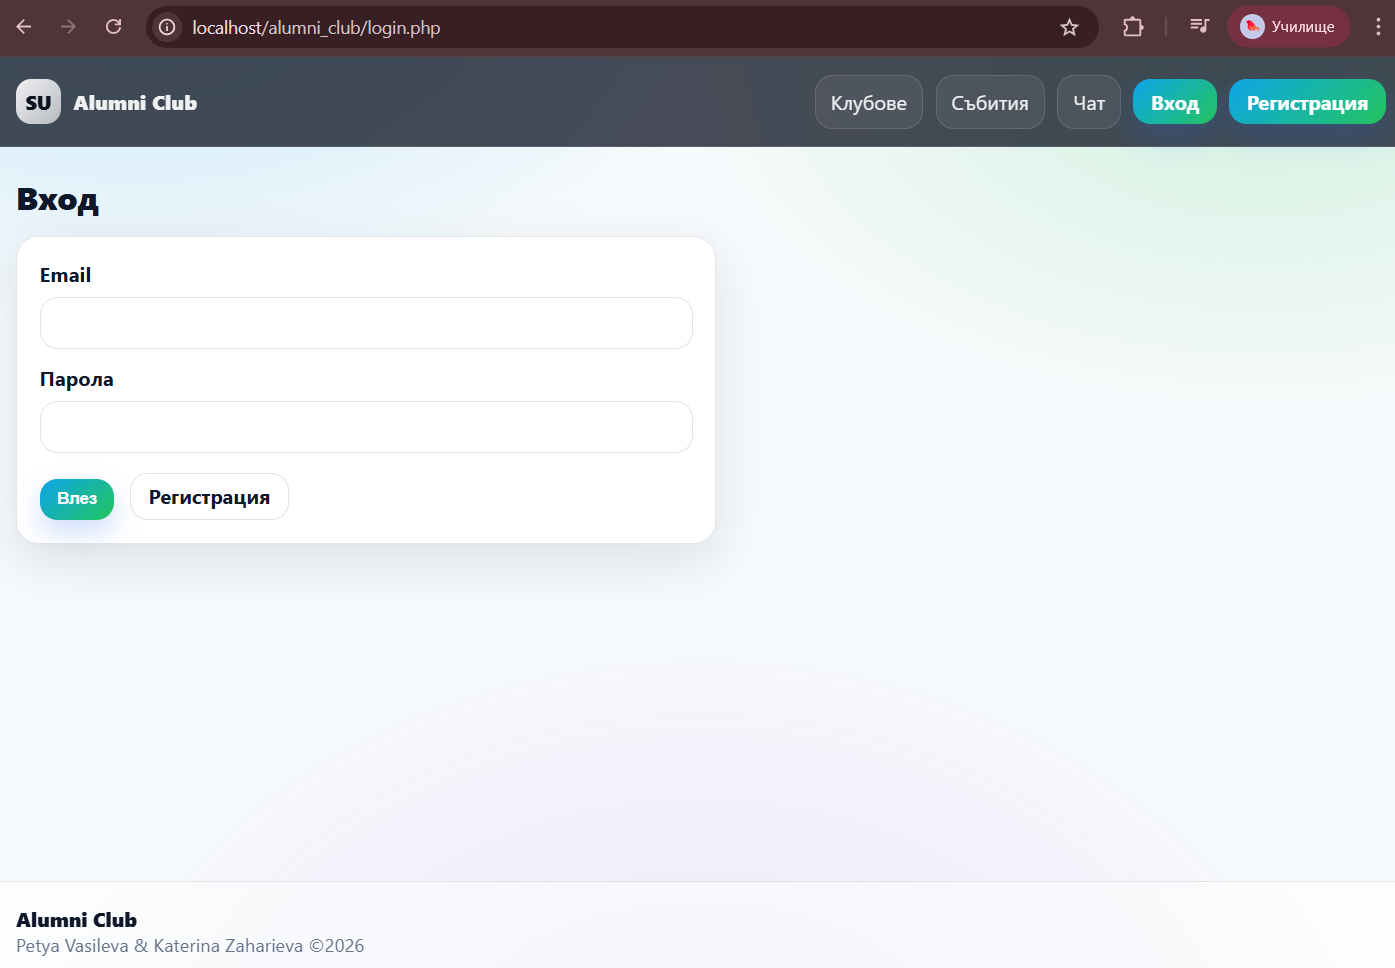 localhost/alumni_club/login.php
Училище
SU Alumni Club
Клубове Събития Чат Вход Регистрация
Вход
Email
Парола
Влез Регистрация
Alumni Club
Petya Vasileva & Katerina Zaharieva ©2026